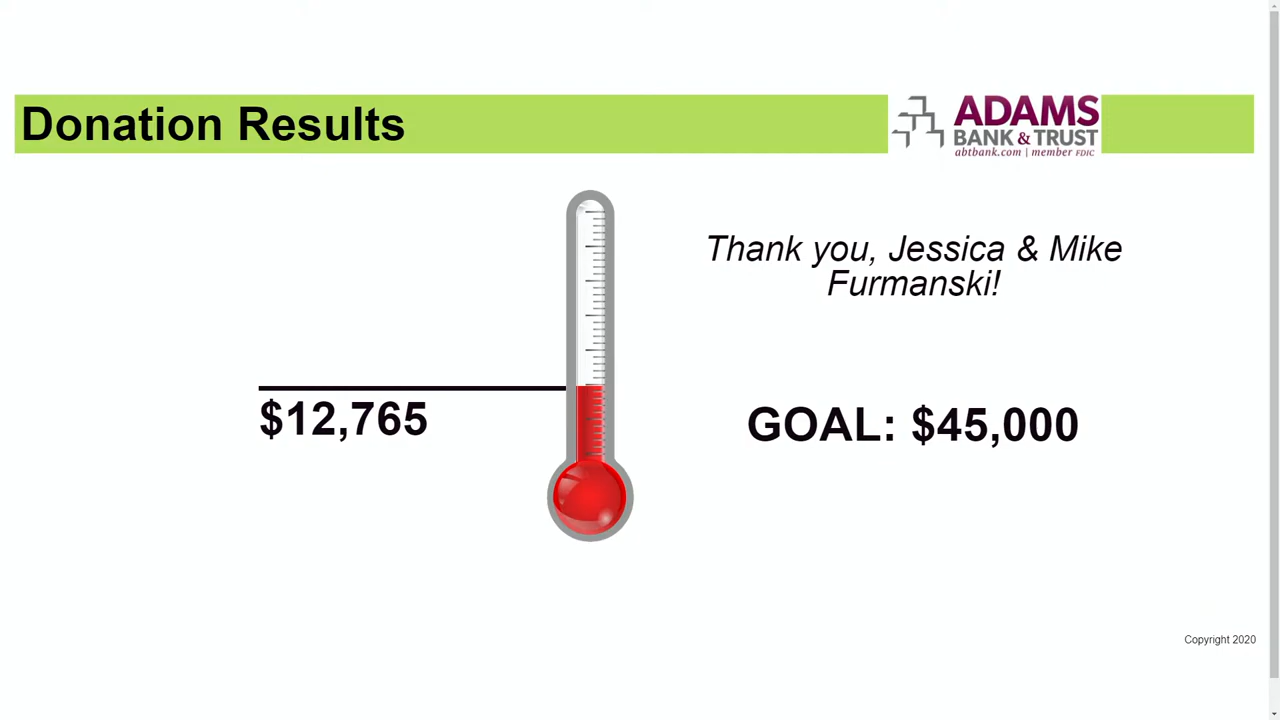 Donation Results
ADAMS
BANK & TRUST
abtbank.com | member FDIC
Thank you, Jessica & Mike
Furmanski!
$12,765
GOAL: $45,000
Copyright 2020